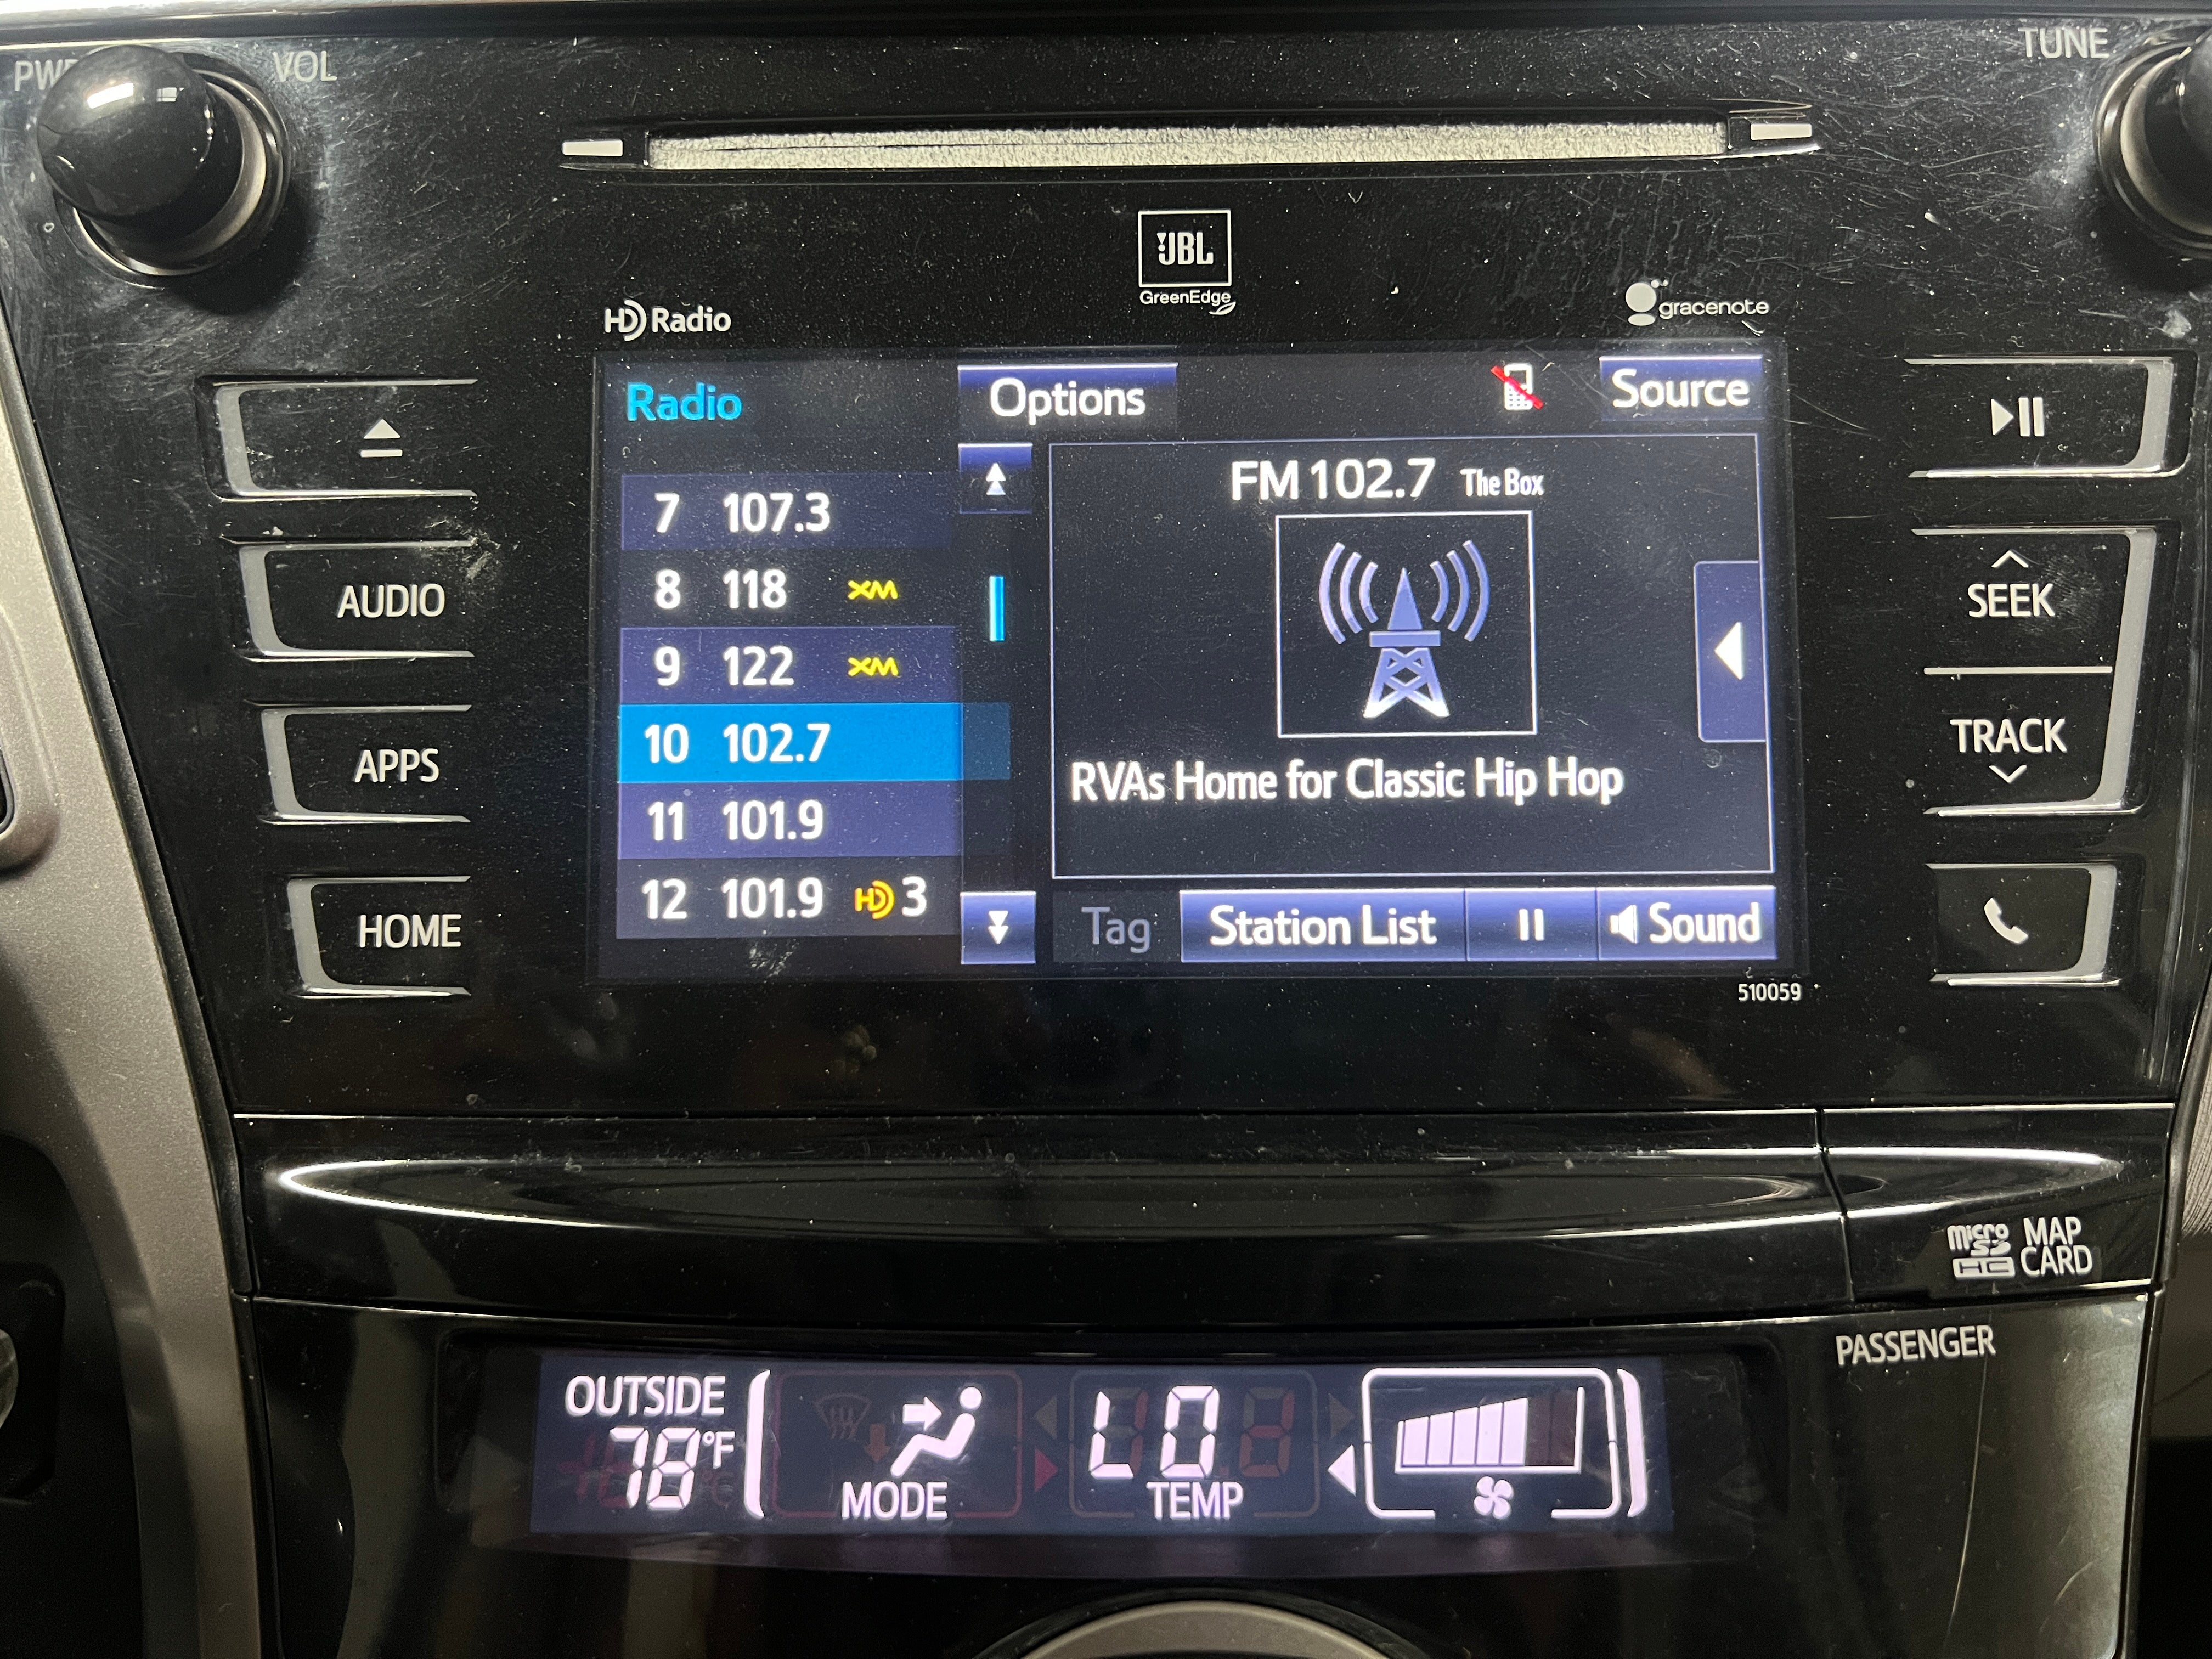 VOL
TUNE
JBL
GreenEdge
HD Radio
gracenote
Radio
Options
Source
FM 102.7 The Box
7 107.3
8 118 XM
9 122 XM
10 102.7
11 101.9
12 101.9 HD 3
RVAs Home for Classic Hip Hop
Tag
Station List
Sound
510059
AUDIO
APPS
HOME
SEEK
TRACK
micro SD HC
MAP CARD
PASSENGER
OUTSIDE
78°F
MODE
LO
TEMP